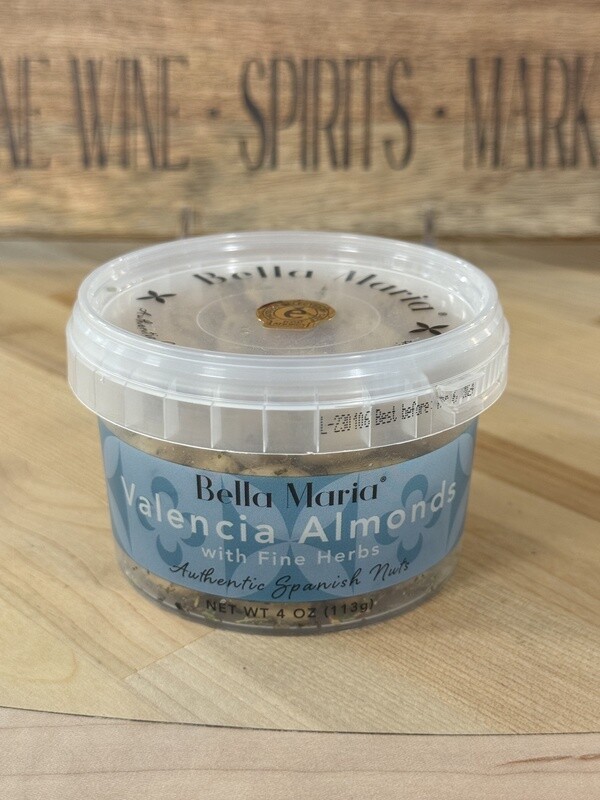 NE WINE · SPIRITS · MARK
Bella Maria®
L-230106 Best before:
Bella Maria®
Valencia Almonds
with Fine Herbs
Authentic Spanish Nuts
NET WT 4 OZ (113g)